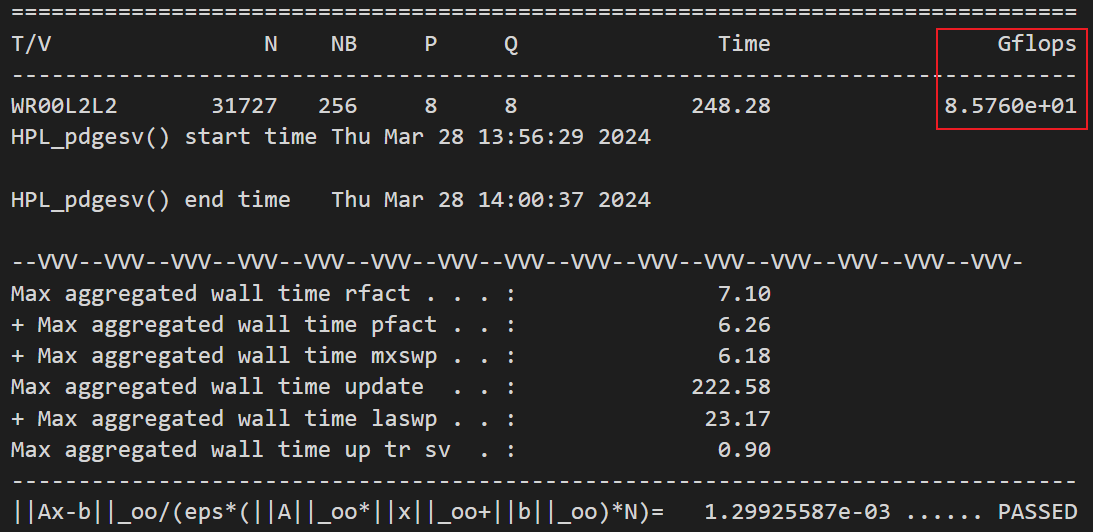 ================================================================================
T/V                N    NB     P     Q               Time                 Gflops
--------------------------------------------------------------------------------
WR00L2L2       31727   256     8     8             248.28             8.5760e+01
HPL_pdgesv() start time Thu Mar 28 13:56:29 2024
HPL_pdgesv() end time   Thu Mar 28 14:00:37 2024
--VVV--VVV--VVV--VVV--VVV--VVV--VVV--VVV--VVV--VVV--VVV--VVV--VVV--VVV--VVV-
Max aggregated wall time rfact . . . :               7.10
+ Max aggregated wall time pfact . . :               6.26
+ Max aggregated wall time mxswp . . :               6.18
Max aggregated wall time update  . . :             222.58
+ Max aggregated wall time laswp . . :              23.17
Max aggregated wall time up tr sv  . :               0.90
--------------------------------------------------------------------------------
||Ax-b||_oo/(eps*(||A||_oo*||x||_oo+||b||_oo)*N)=   1.29925587e-03 ...... PASSED